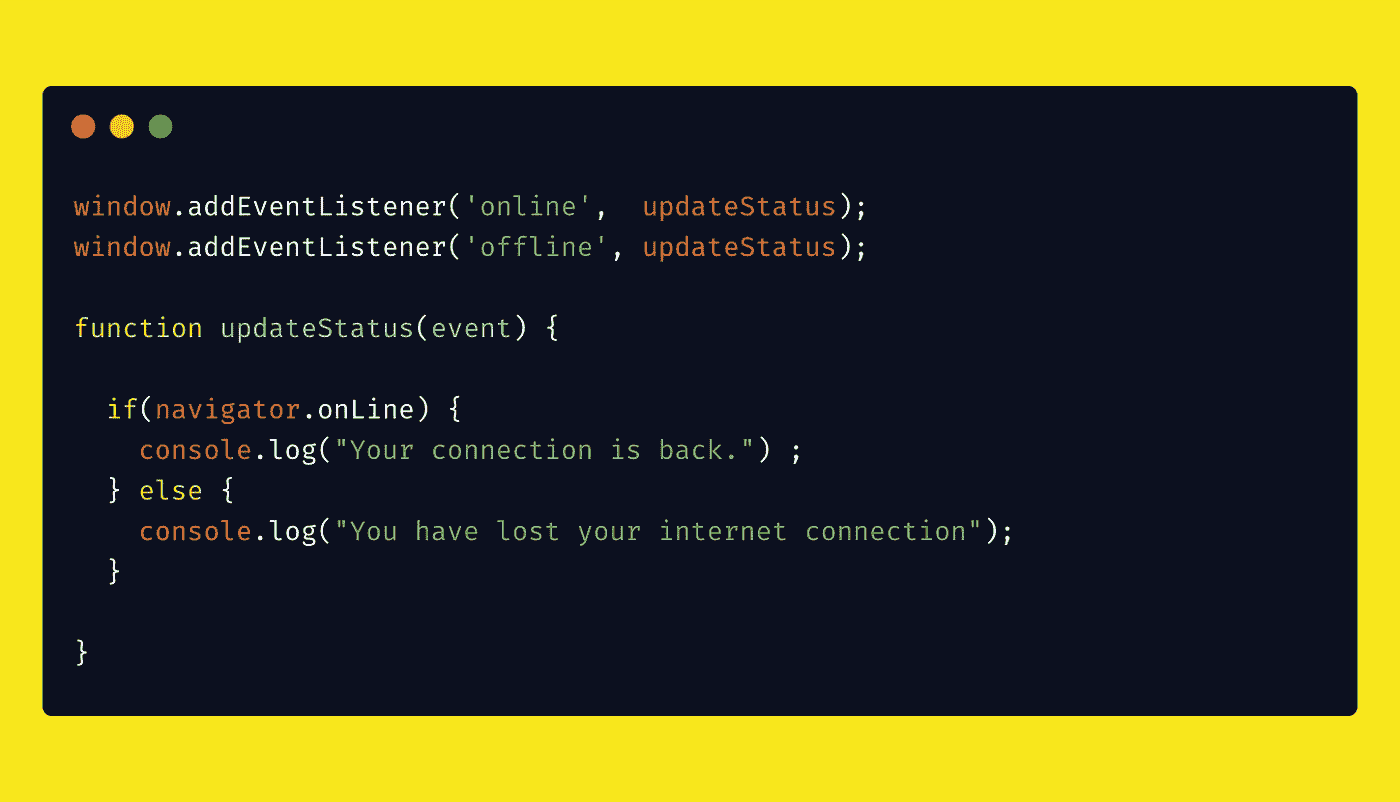 window.addEventListener('online',  updateStatus);
window.addEventListener('offline', updateStatus);
function updateStatus(event) {
  if(navigator.onLine) {
    console.log("Your connection is back.") ;
  } else {
    console.log("You have lost your internet connection");
  }
}